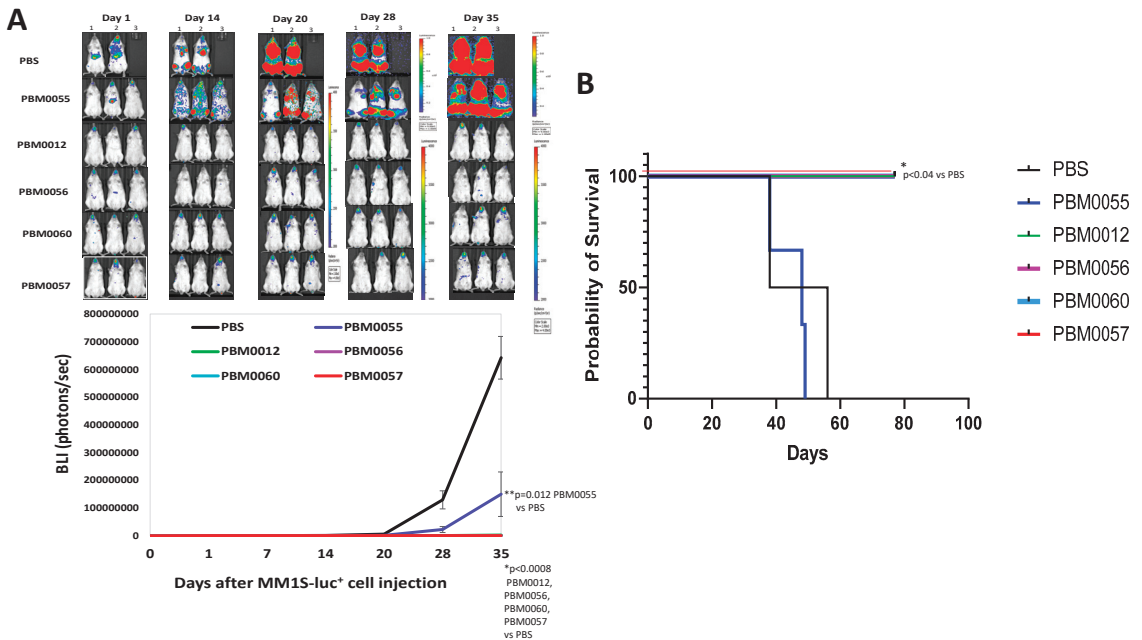 A
Day 1 Day 14 Day 20 Day 28 Day 35
1 2 3 1 2 3 1 2 3 1 2 3 1 2 3
PBS
PBM0055
PBM0012
PBM0056
PBM0060
PBM0057
800000000
700000000
600000000
500000000
400000000
300000000
200000000
100000000
0
BLI (photons/sec)
PBS PBM0055
PBM0012 PBM0056
PBM0060 PBM0057
**p=0.012 PBM0055
vs PBS
0 1 7 14 20 28 35
Days after MM1S-luc⁺ cell injection
*p<0.0008
PBM0012,
PBM0056,
PBM0060,
PBM0057
vs PBS
B
Probability of Survival
100
50
0
*
p<0.04 vs PBS
0 20 40 60 80 100
Days
PBS
PBM0055
PBM0012
PBM0056
PBM0060
PBM0057